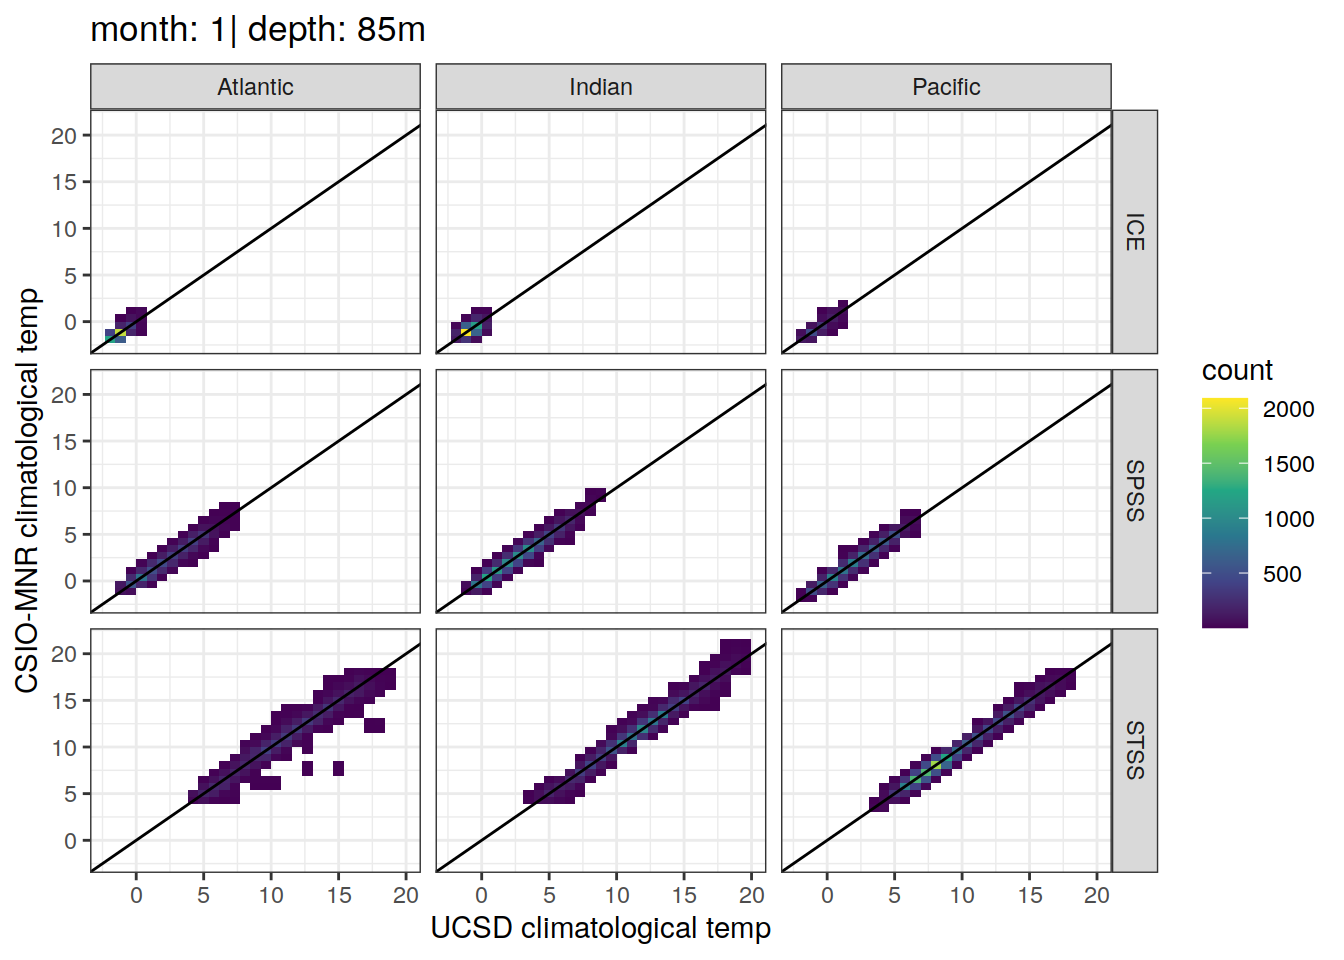 month: 1| depth: 85m
Atlantic
Indian
Pacific
20
15
10
5
0
ICE
20
15
10
5
0
SPSS
20
15
10
5
0
STSS
0 5 10 15 20
0 5 10 15 20
0 5 10 15 20
UCSD climatological temp
CSIO-MNR climatological temp
count
2000
1500
1000
500